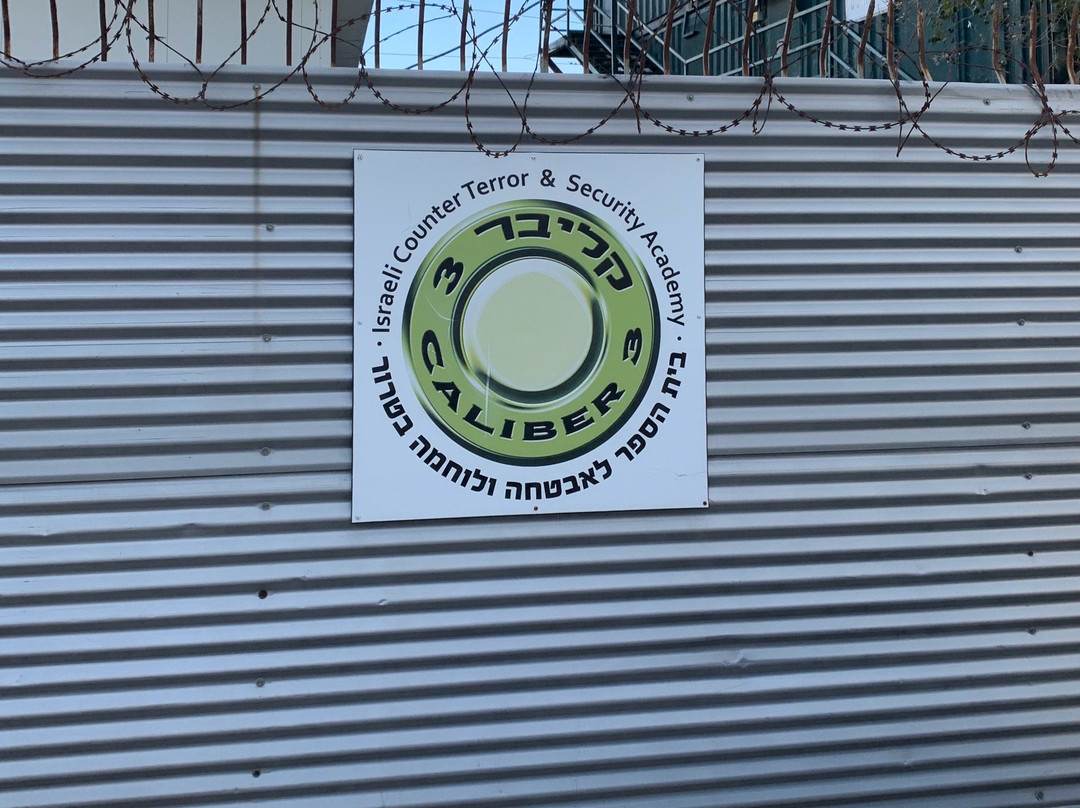 Israeli Counter Terror & Security Academy ·
קליבר 3
CALIBER 3
בית הספר לאבטחה ולוחמה בטרור ·